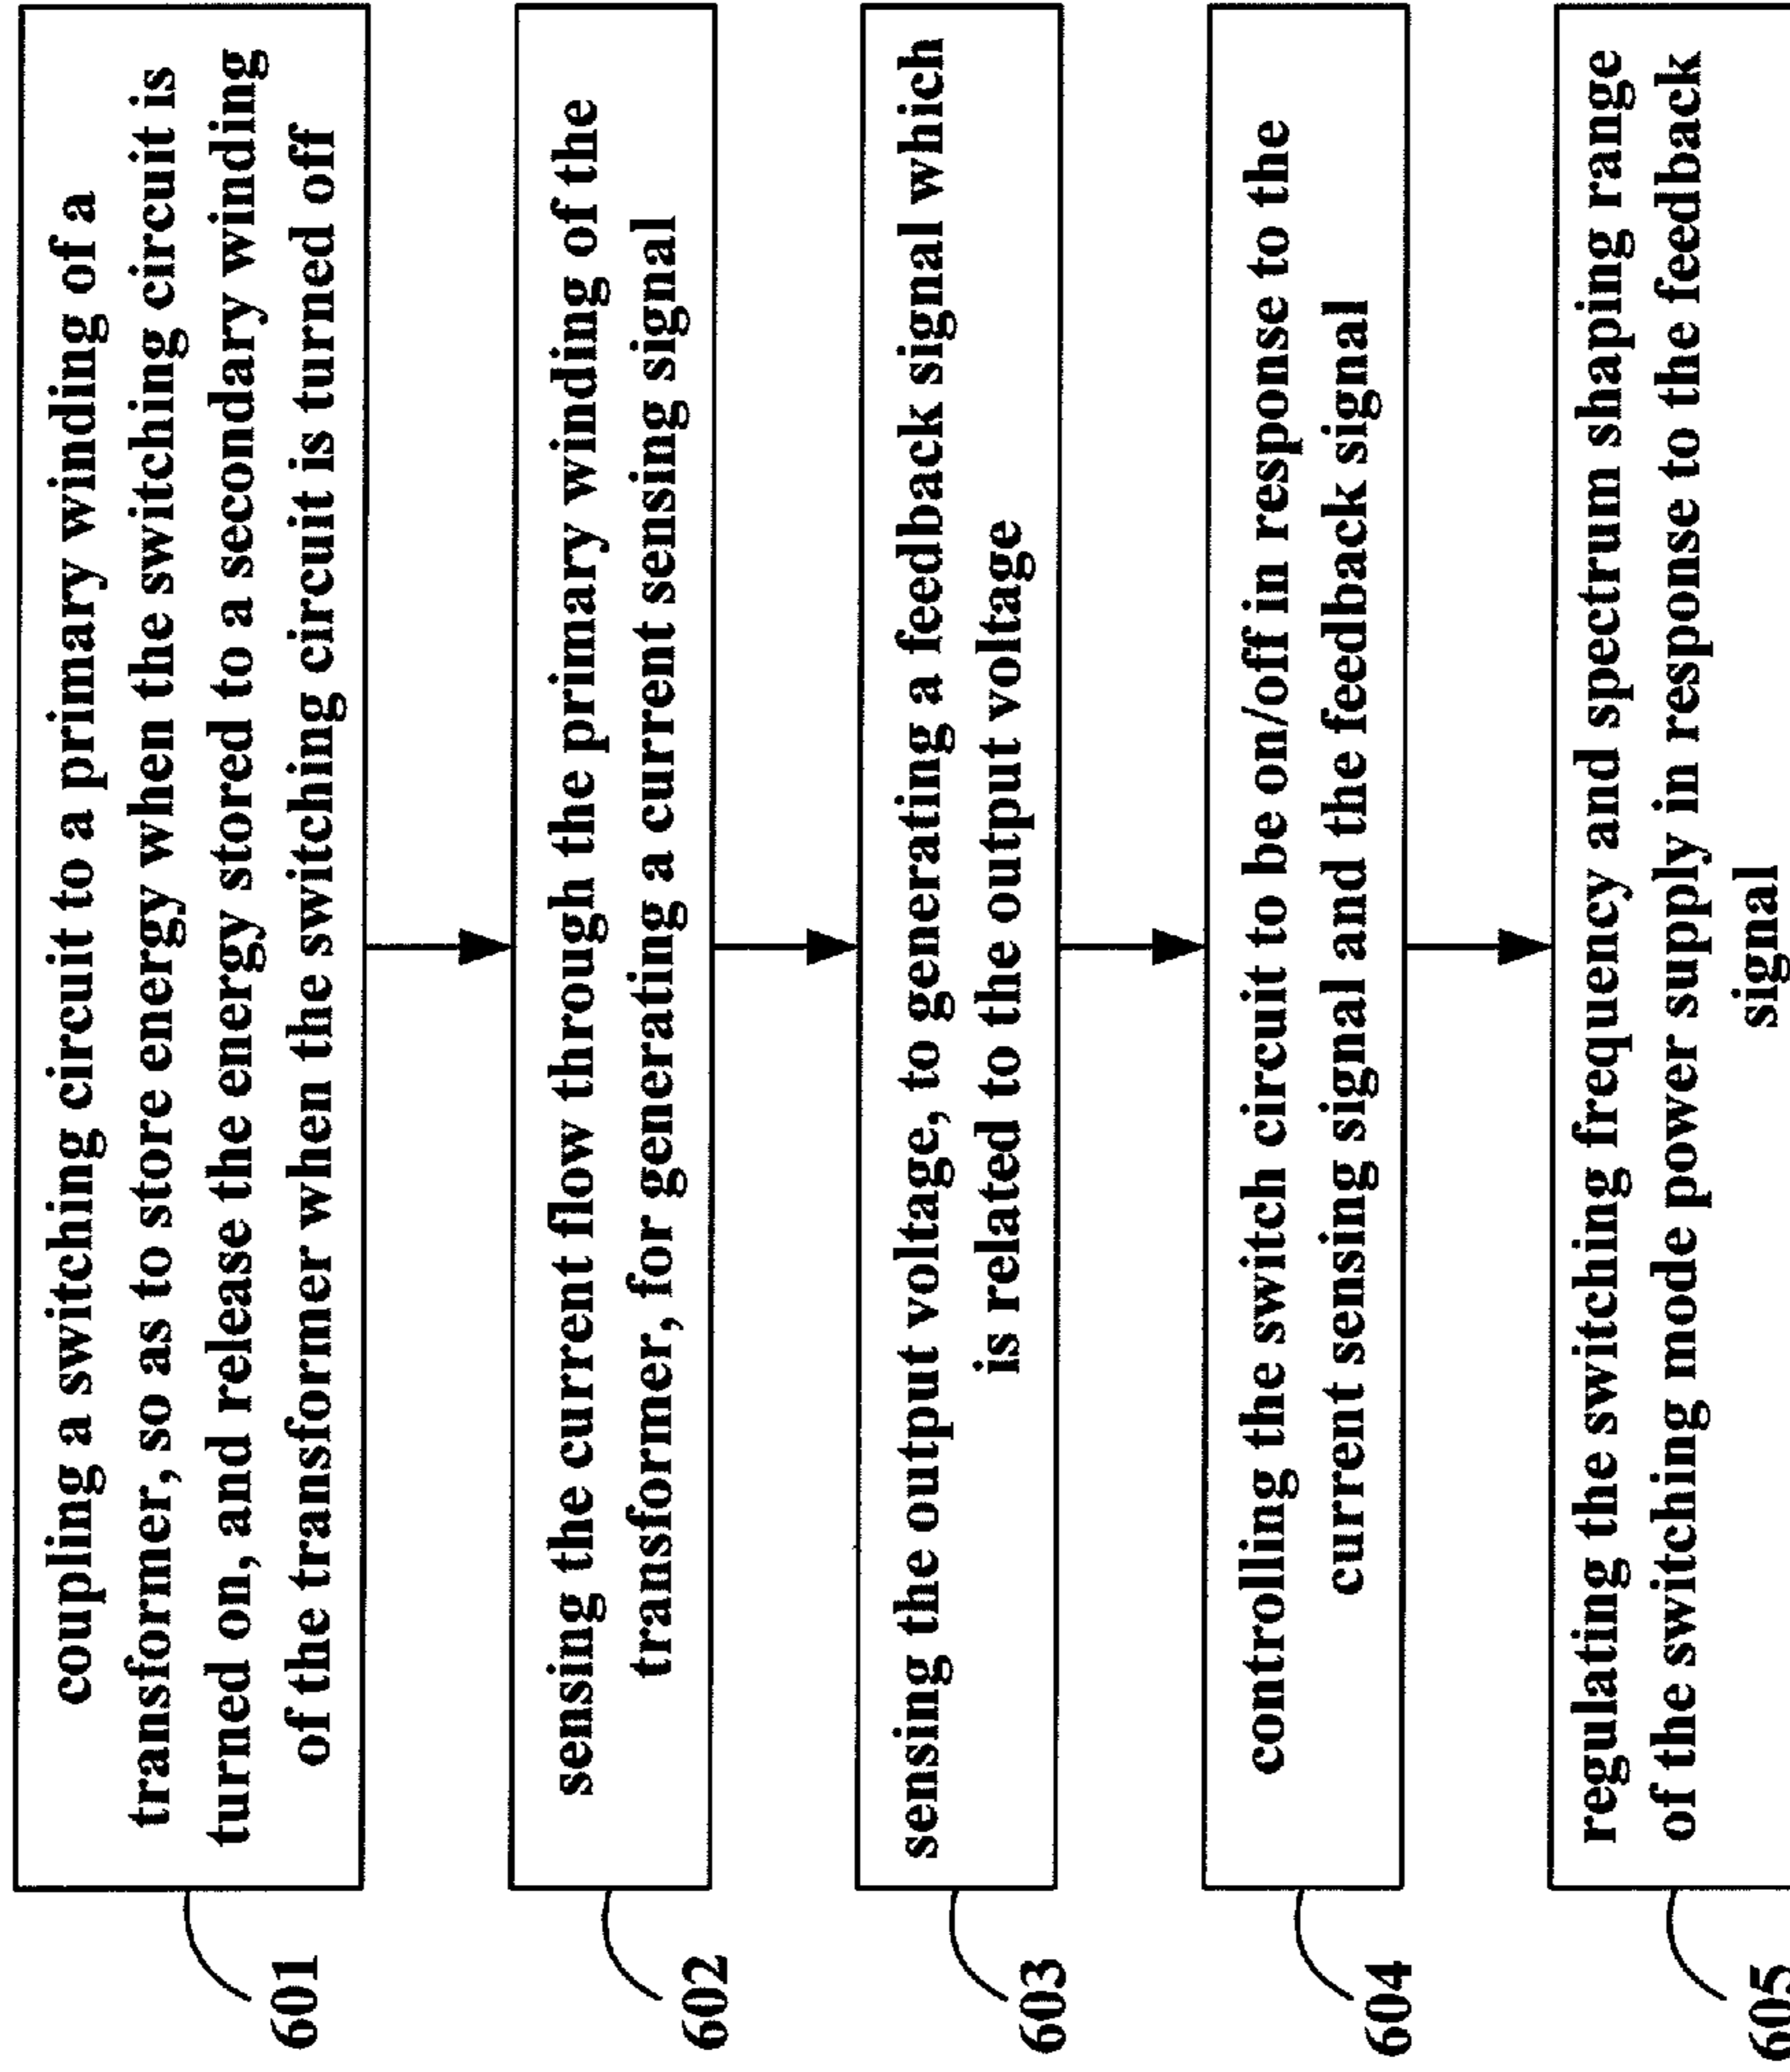 coupling a switching circuit to a primary winding of a
transformer, so as to store energy when the switching circuit is
turned on, and release the energy stored to a secondary winding
of the transformer when the switching circuit is turned off
601
sensing the current flow through the primary winding of the
transformer, for generating a current sensing signal
602
sensing the output voltage, to generating a feedback signal which
is related to the output voltage
603
controlling the switch circuit to be on/off in response to the
current sensing signal and the feedback signal
604
regulating the switching frequency and spectrum shaping range
of the switching mode power supply in response to the feedback
signal
605